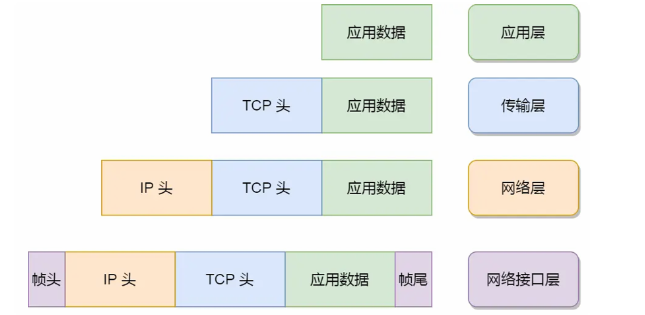 应用数据 应用层
TCP 头 应用数据 传输层
IP 头 TCP 头 应用数据 网络层
帧头 IP 头 TCP 头 应用数据 帧尾 网络接口层